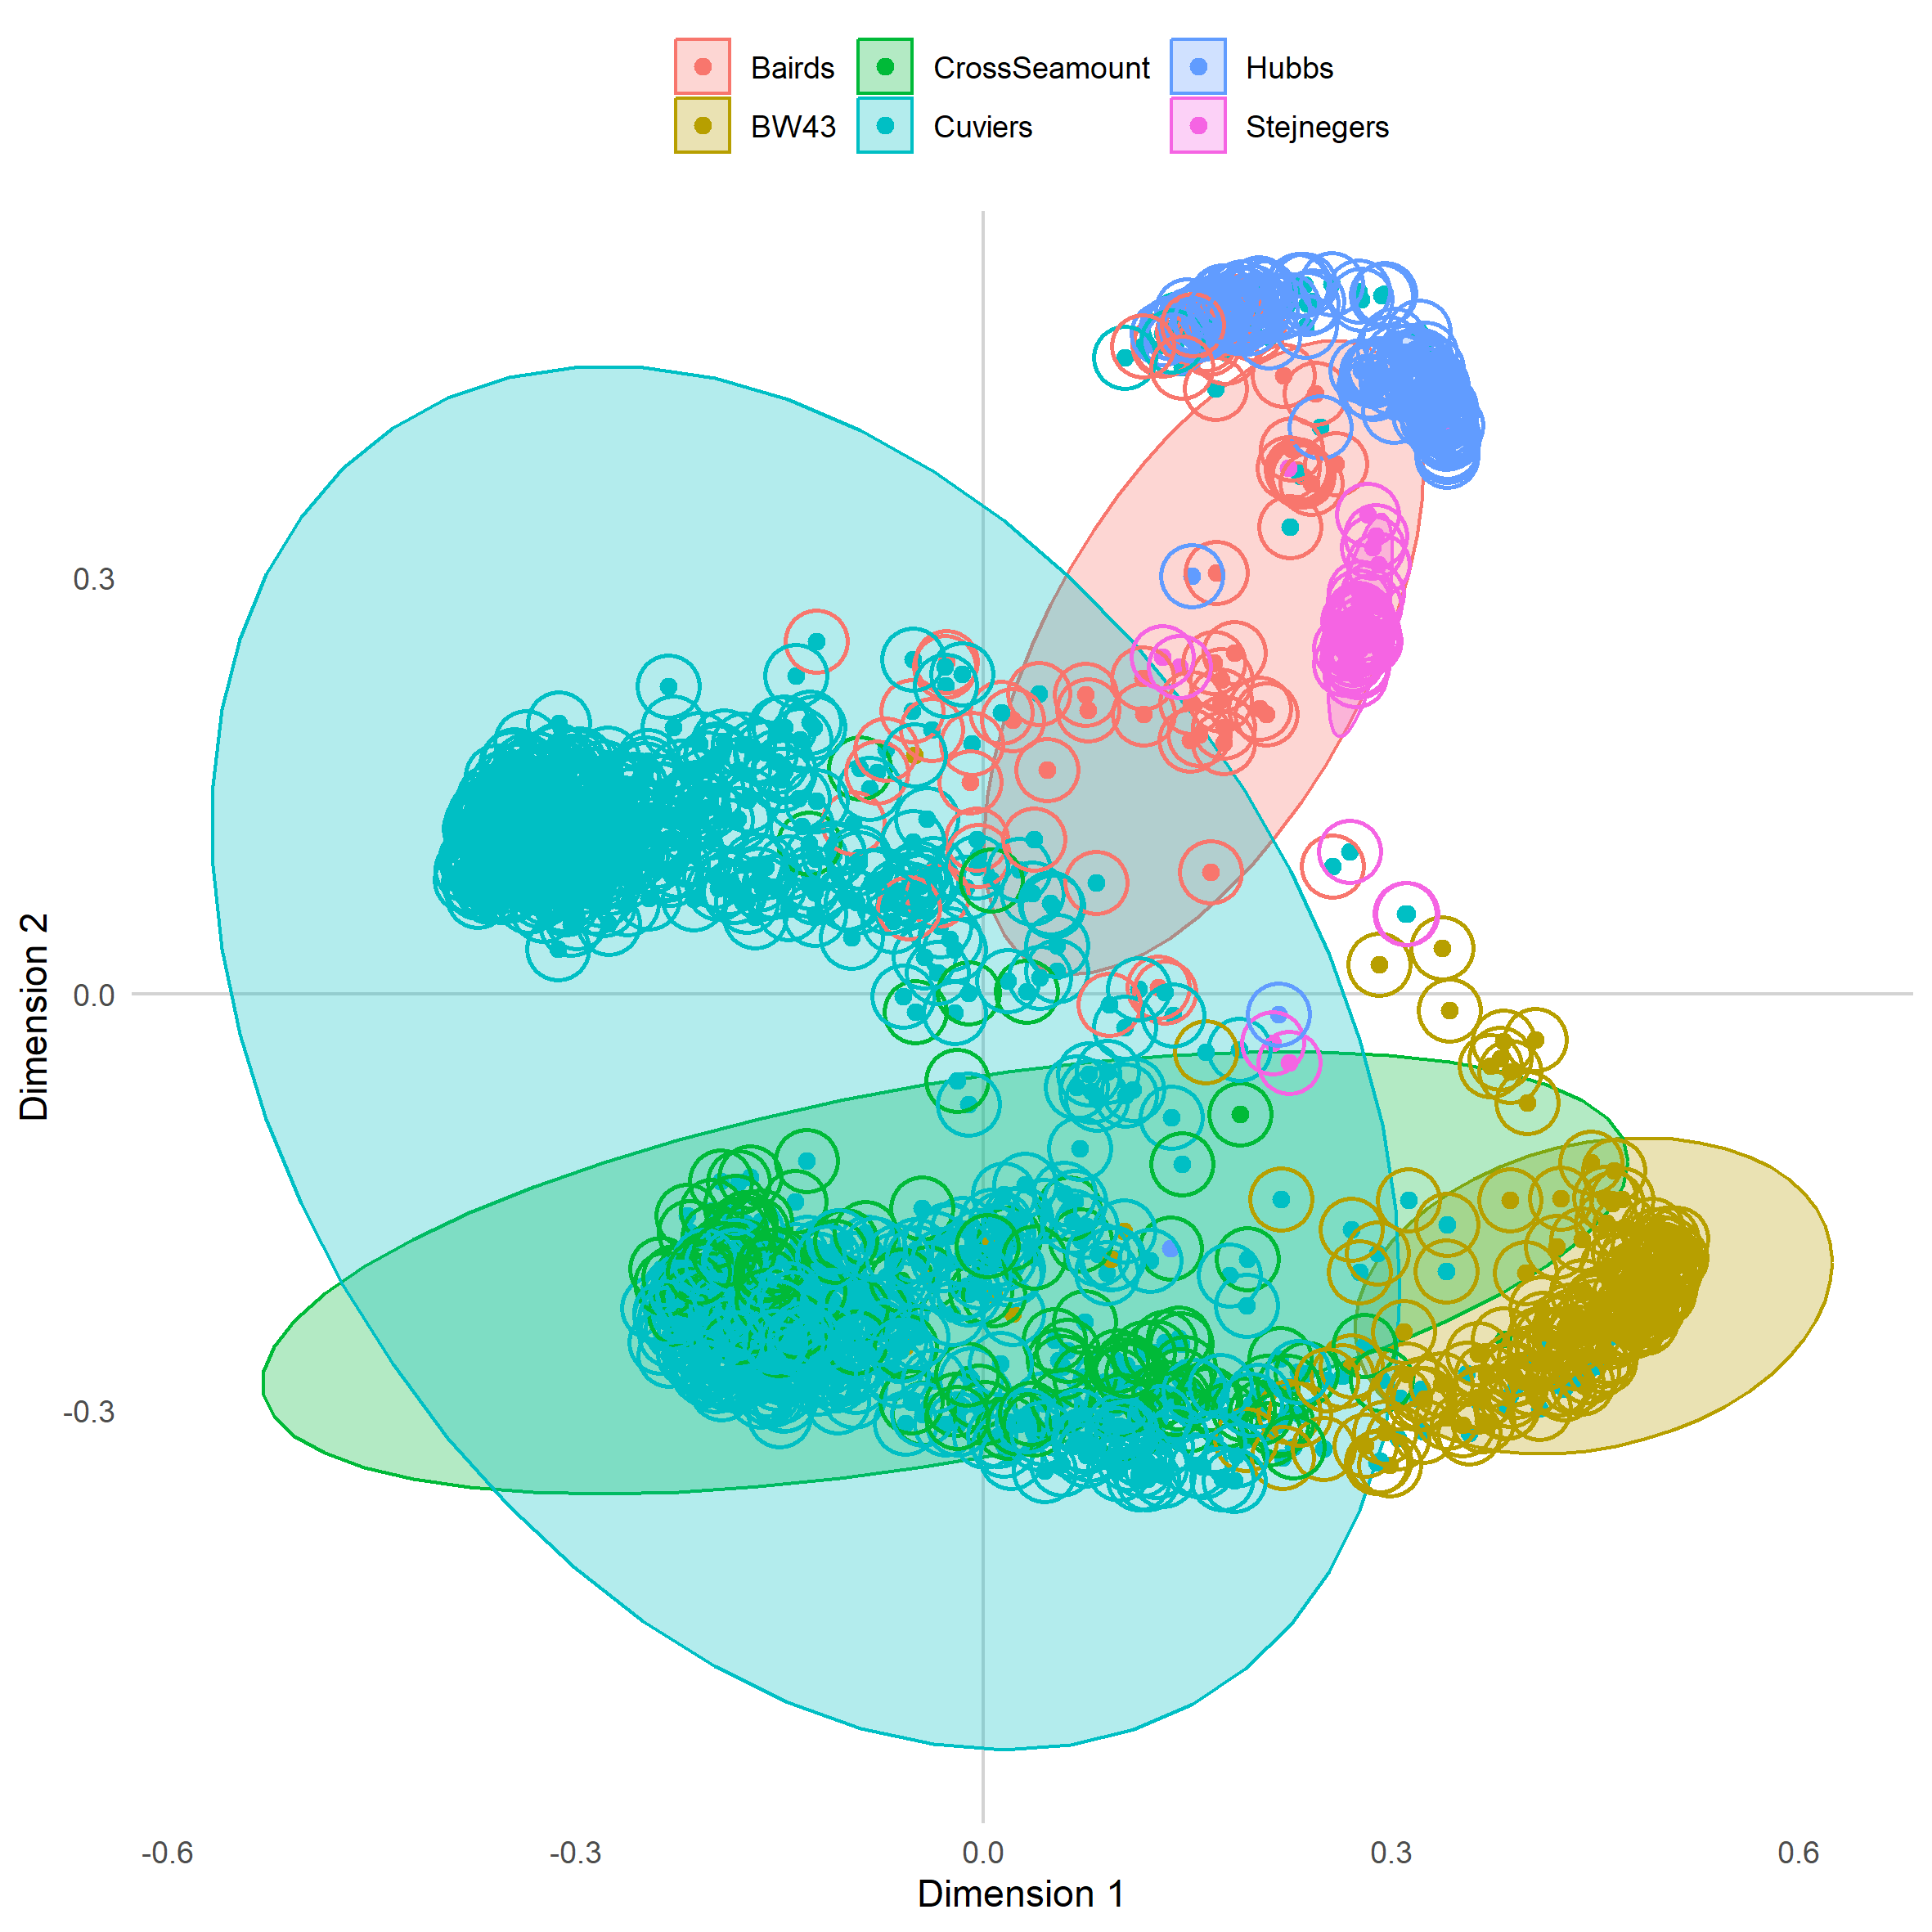 Bairds CrossSeamount Hubbs
BW43 Cuviers Stejnegers
0.3
0.0
-0.3
Dimension 2
-0.6 -0.3 0.0 0.3 0.6
Dimension 1